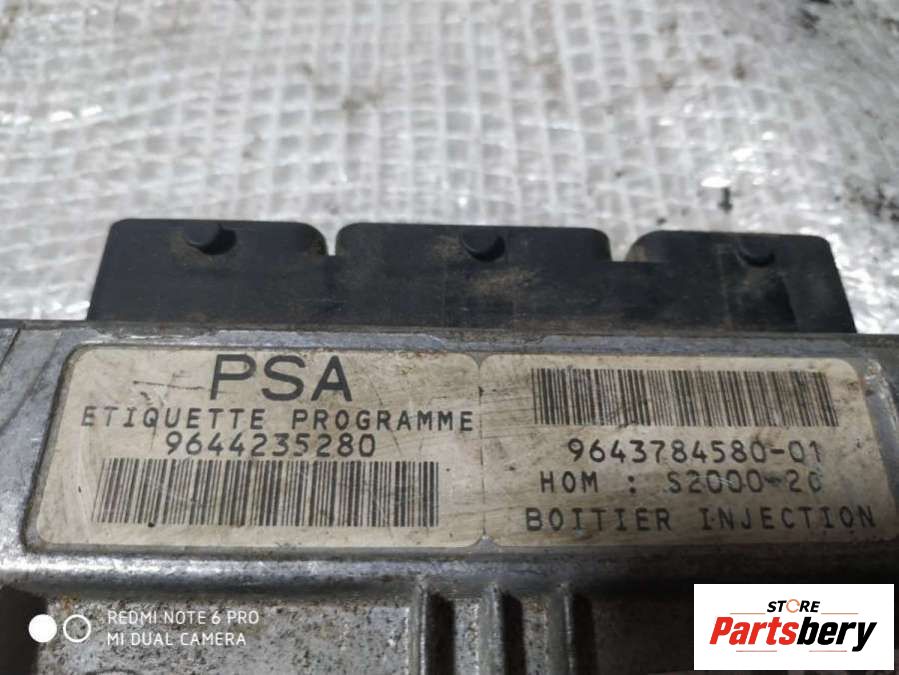 PSA
ETIQUETTE PROGRAMME
9644235280
9643784580-01
HOM : S2000-20
BOITIER INJECTION
REDMI NOTE 6 PRO
MI DUAL CAMERA
STORE
Partsbery